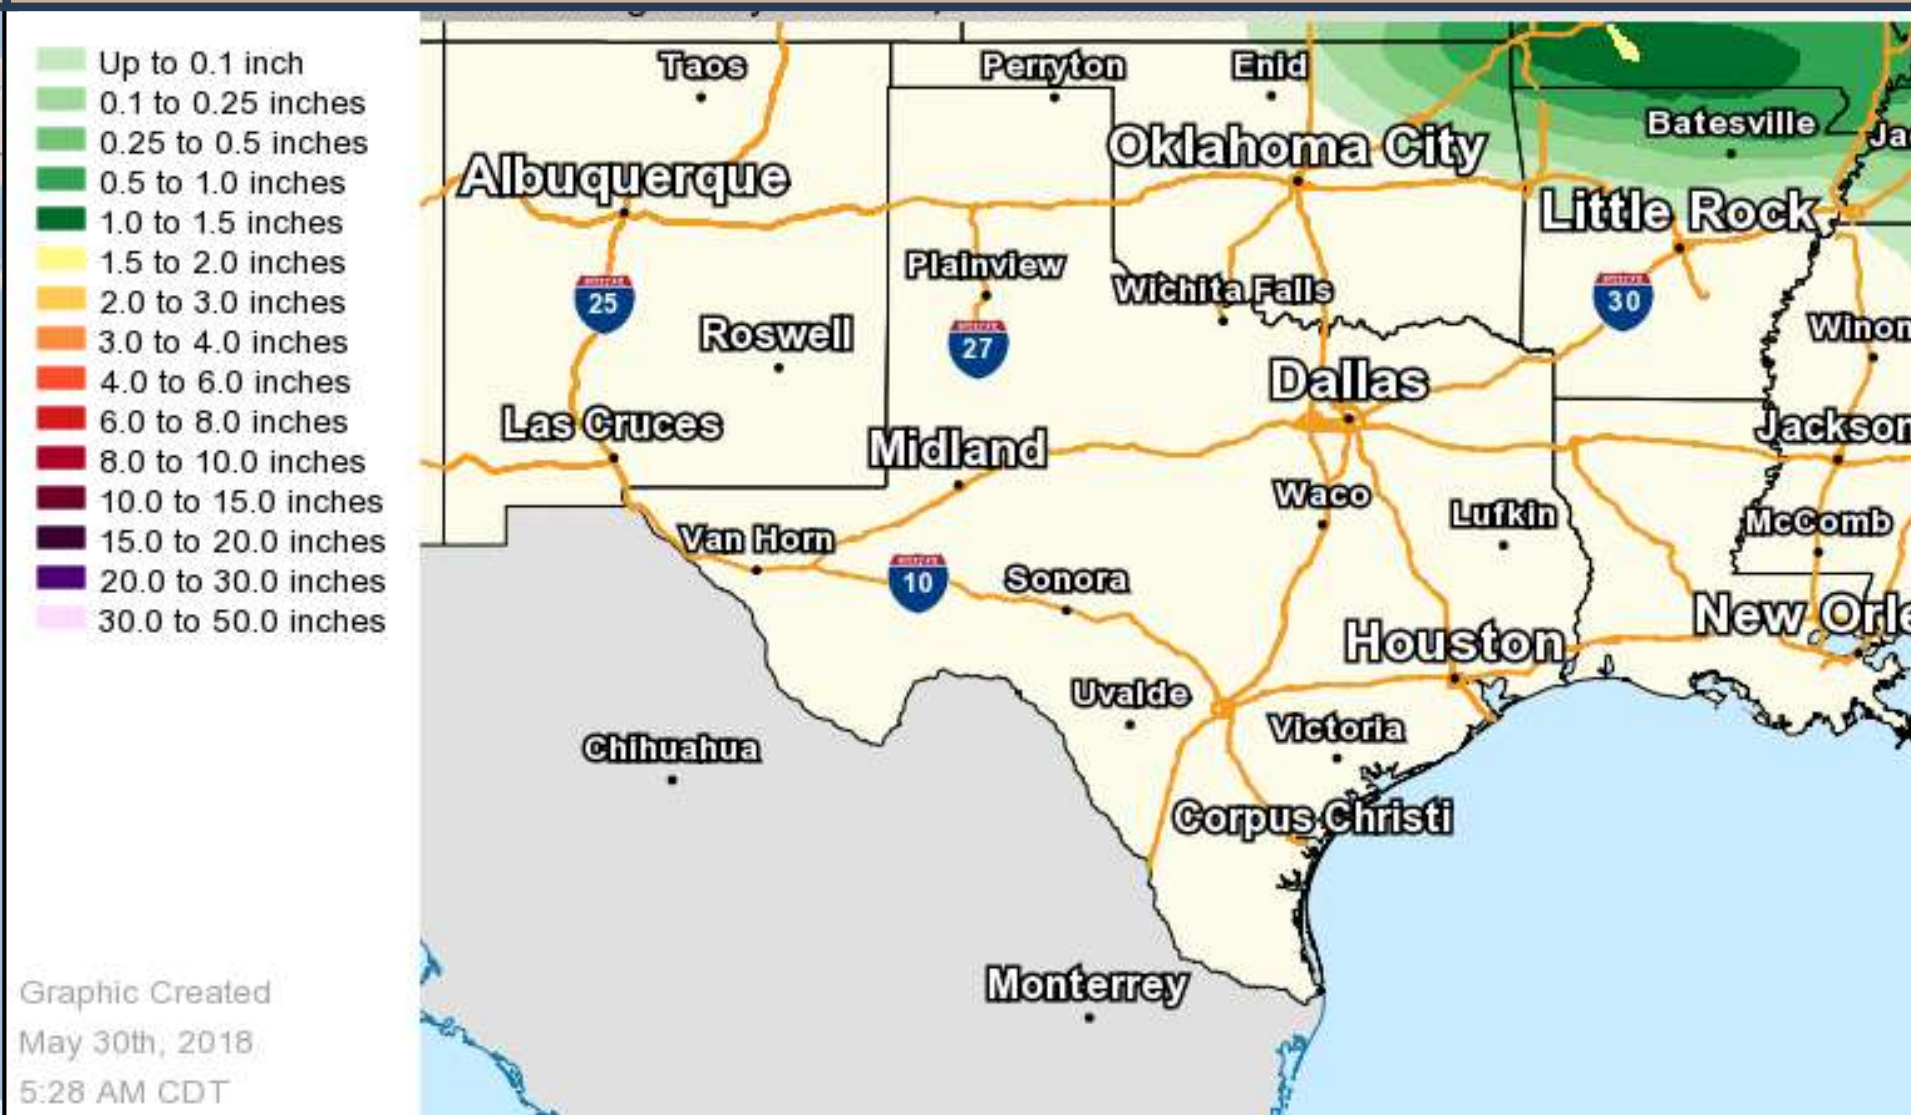 Up to 0.1 inch
0.1 to 0.25 inches
0.25 to 0.5 inches
0.5 to 1.0 inches
1.0 to 1.5 inches
1.5 to 2.0 inches
2.0 to 3.0 inches
3.0 to 4.0 inches
4.0 to 6.0 inches
6.0 to 8.0 inches
8.0 to 10.0 inches
10.0 to 15.0 inches
15.0 to 20.0 inches
20.0 to 30.0 inches
30.0 to 50.0 inches
Graphic Created
May 30th, 2018
5:28 AM CDT
Taos
Perryton
Enid
Batesville
Ja
Oklahoma City
Albuquerque
Little Rock
Plainview
Wichita Falls
25
30
Roswell
27
Winon
Dallas
Las Cruces
Midland
Jackson
Waco
Lufkin
McComb
Van Horn
10
Sonora
New Orle
Houston
Uvalde
Victoria
Chihuahua
Corpus Christi
Monterrey